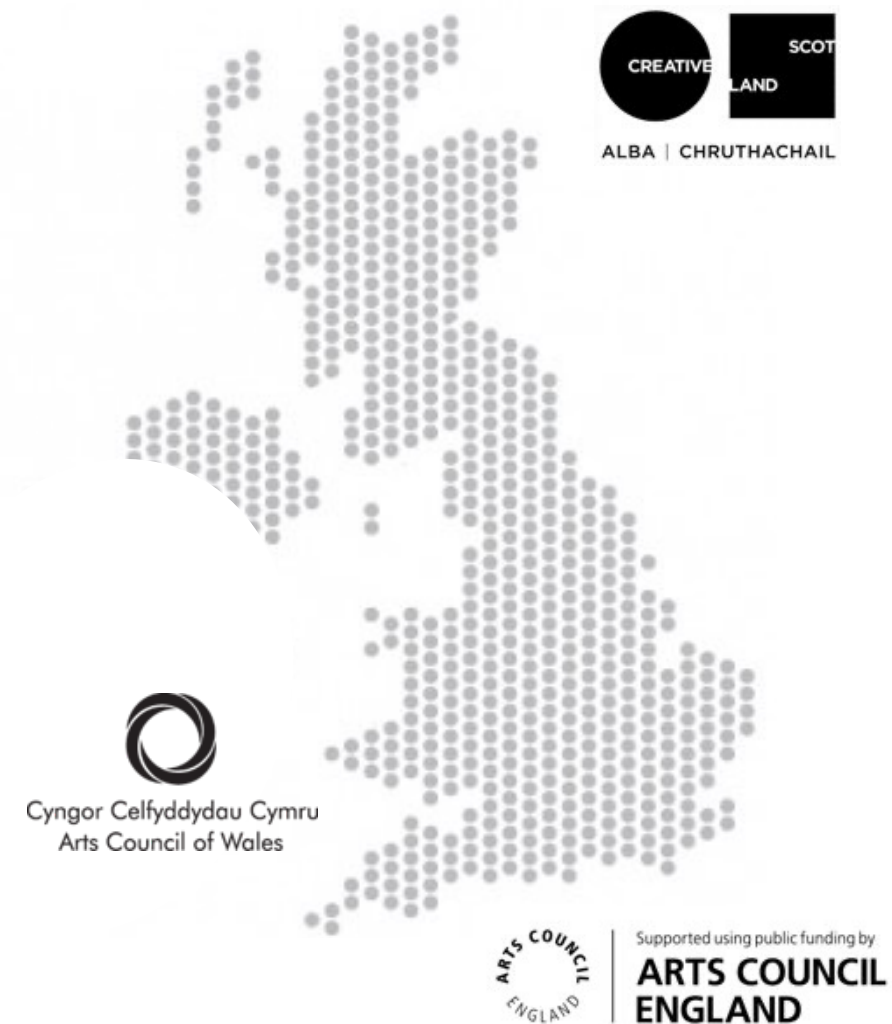 CREATIVE
SCOT
LAND
ALBA | CHRUTHACHAIL
Cyngor Celfyddydau Cymru
Arts Council of Wales
ARTS COUNCIL
ENGLAND
Supported using public funding by
ARTS COUNCIL
ENGLAND